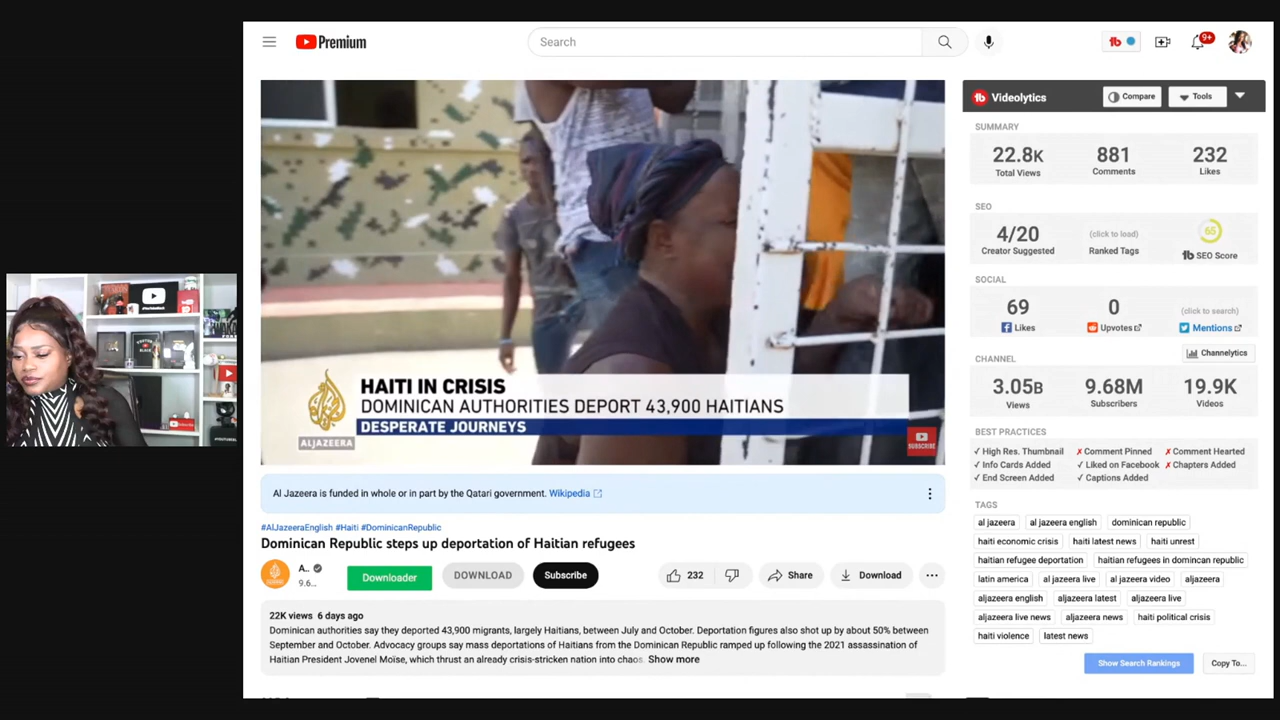 Premium
Search
tb
9+
HAITI IN CRISIS
DOMINICAN AUTHORITIES DEPORT 43,900 HAITIANS
DESPERATE JOURNEYS
ALJAZEERA
SUBSCRIBE
Al Jazeera is funded in whole or in part by the Qatari government. Wikipedia
#AlJazeeraEnglish #Haiti #DominicanRepublic
Dominican Republic steps up deportation of Haitian refugees
A..
9.6...
Downloader
DOWNLOAD
Subscribe
232
Share
Download
22K views 6 days ago
Dominican authorities say they deported 43,900 migrants, largely Haitians, between July and October. Deportation figures also shot up by about 50% between
September and October. Advocacy groups say mass deportations of Haitians from the Dominican Republic ramped up following the 2021 assassination of
Haitian President Jovenel Moïse, which thrust an already crisis-stricken nation into chaos. Show more
tb Videolytics
Compare
Tools
SUMMARY
22.8K 881 232
Total Views Comments Likes
SEO
4/20 (click to load) 65
Creator Suggested Ranked Tags tb SEO Score
SOCIAL
69 0 (click to search)
Likes Upvotes Mentions
CHANNEL
Channelytics
3.05B 9.68M 19.9K
Views Subscribers Videos
BEST PRACTICES
✓ High Res. Thumbnail ✗ Comment Pinned ✗ Comment Hearted
✓ Info Cards Added ✓ Liked on Facebook ✗ Chapters Added
✓ End Screen Added ✓ Captions Added
TAGS
al jazeera al jazeera english dominican republic
haiti economic crisis haiti latest news haiti unrest
haitian refugee deportation haitian refugees in domincan republic
latin america al jazeera live al jazeera video aljazeera
aljazeera english aljazeera latest aljazeera live
aljazeera live news aljazeera news haiti political crisis
haiti violence latest news
Show Search Rankings
Copy To...